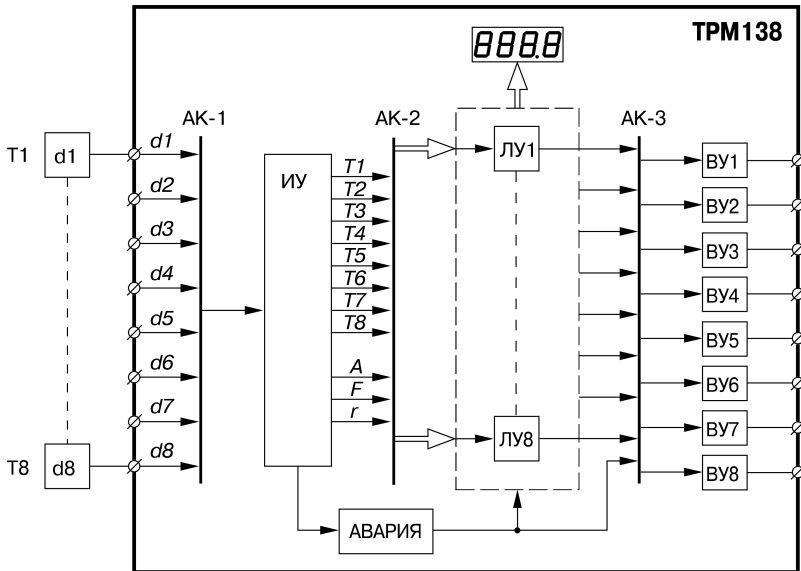 888.8
ТРМ138
АК-1
АК-2
АК-3
T1
d1
d1
d2
d3
d4
d5
d6
d7
d8
T8
d8
ИУ
T1
T2
T3
T4
T5
T6
T7
T8
A
F
r
ЛУ1
ЛУ8
АВАРИЯ
ВУ1
ВУ2
ВУ3
ВУ4
ВУ5
ВУ6
ВУ7
ВУ8